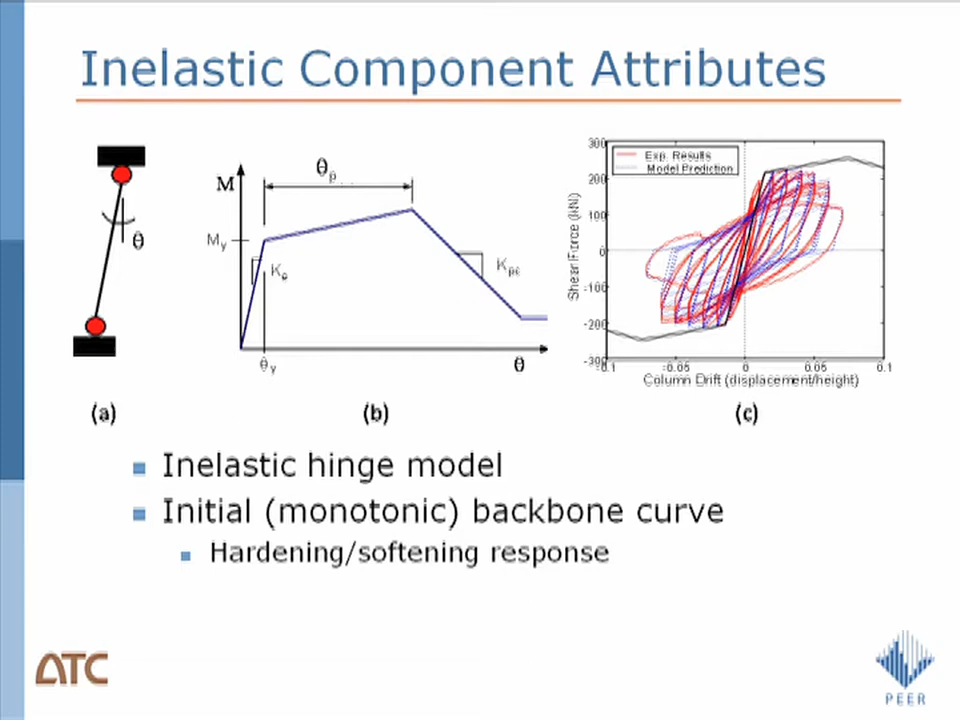 Inelastic Component Attributes
θ
(a)
M
θp
My
Ke
Kpc
θy
θ
(b)
Exp. Results
Model Prediction
300
200
100
0
-100
-200
-300
-0.1
-0.05
0
0.05
0.1
Shear Force (kN)
Column Drift (displacement/height)
(c)
Inelastic hinge model
Initial (monotonic) backbone curve
Hardening/softening response
ATC
PEER